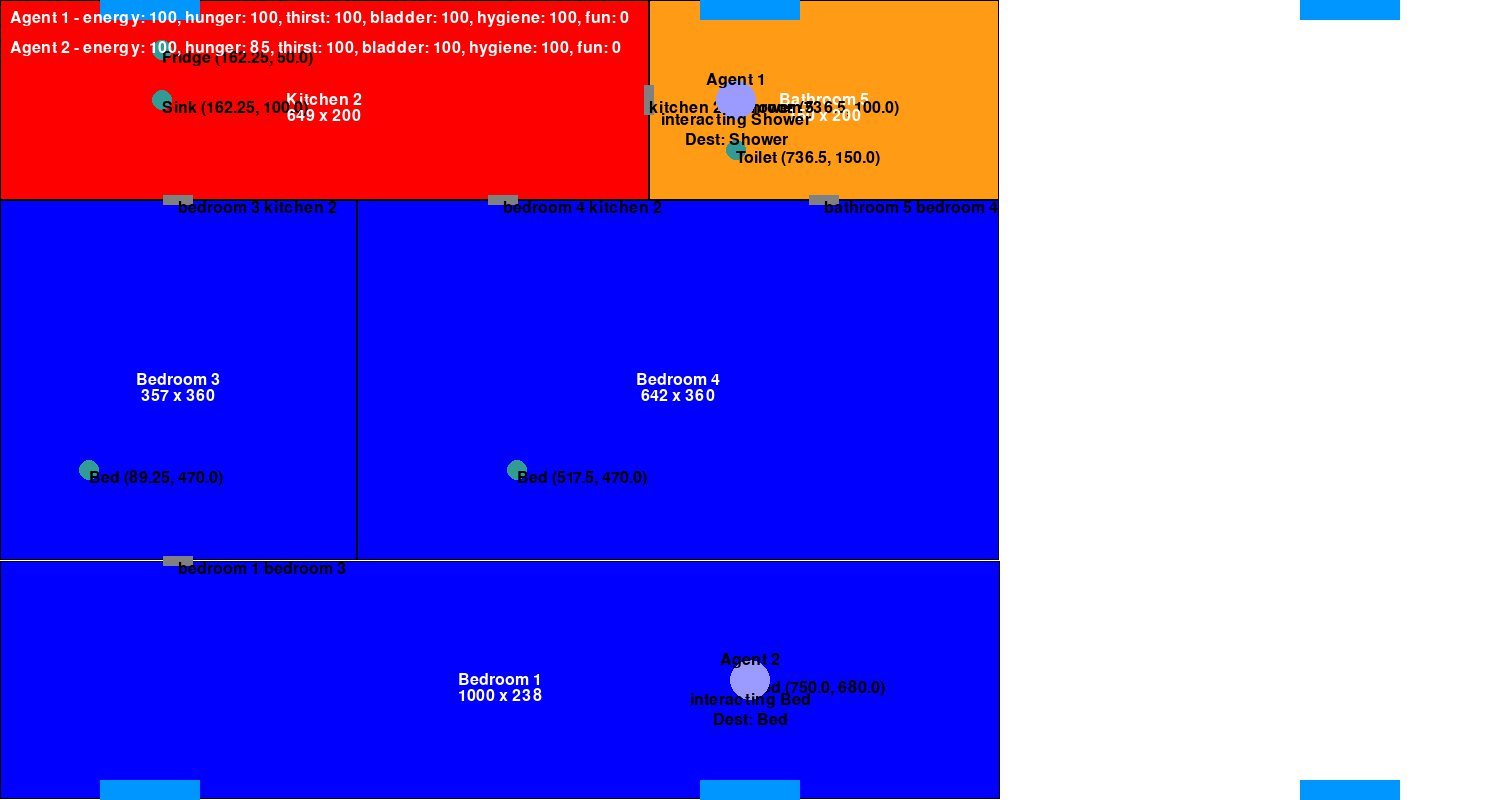 Agent 1 - energy: 100, hunger: 100, thirst: 100, bladder: 100, hygiene: 100, fun: 0
Agent 2 - energy: 100, hunger: 85, thirst: 100, bladder: 100, hygiene: 100, fun: 0
Fridge (162.25, 50.0)
Sink (162.25, 100.0)
Kitchen 2
649 x 200
Agent 1
Bathroom 5
kitchen 2
(736.5, 100.0)
x 200
interacting Shower
Dest: Shower
Toilet (736.5, 150.0)
bedroom 3 kitchen 2
bedroom 4 kitchen 2
bathroom 5 bedroom 4
Bedroom 3
357 x 360
Bedroom 4
642 x 360
Bed (89.25, 470.0)
Bed (517.5, 470.0)
bedroom 1 bedroom 3
Agent 2
Bedroom 1
1000 x 238
(750.0, 680.0)
interacting Bed
Dest: Bed